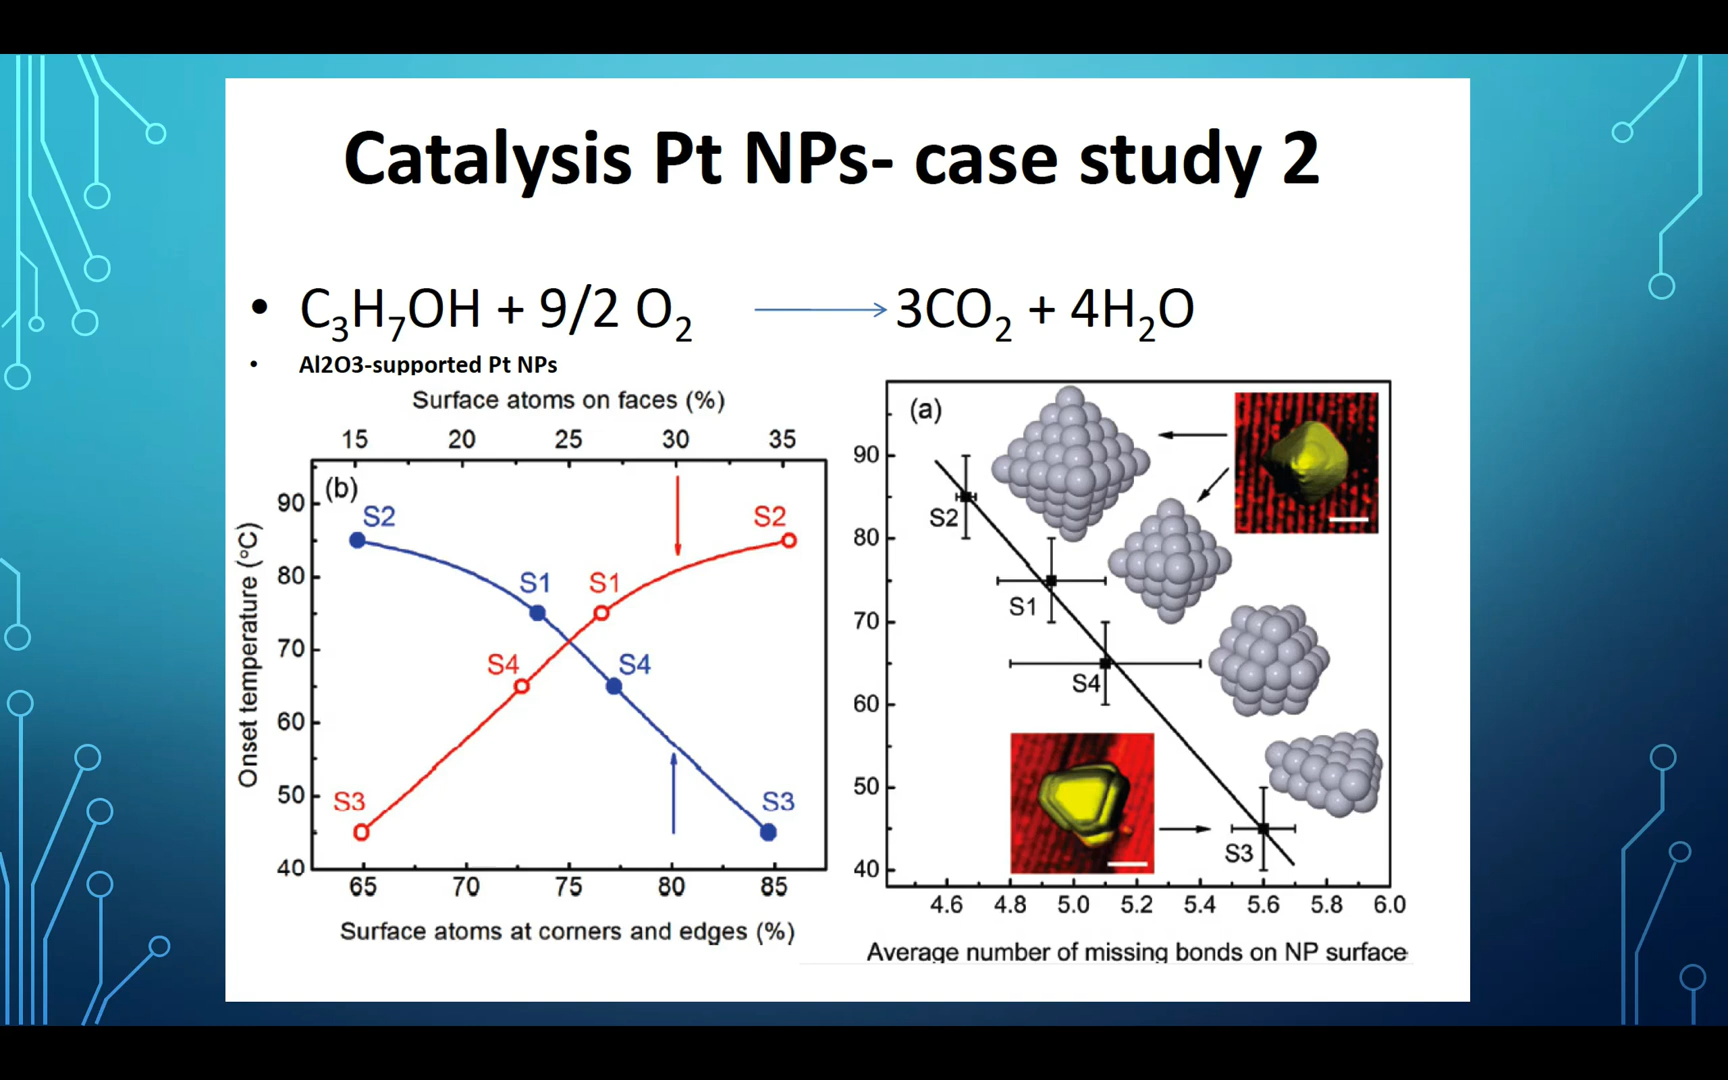 Catalysis Pt NPs- case study 2
• C3H7OH + 9/2 O2 → 3CO2 + 4H2O
• Al2O3-supported Pt NPs
Surface atoms on faces (%)
15 20 25 30 35
(b)
Onset temperature (°C)
90
80
70
60
50
40
S2
S1
S4
S3
S2
S1
S4
S3
65 70 75 80 85
Surface atoms at corners and edges (%)
(a)
90
80
70
60
50
40
S2
S1
S4
S3
4.6 4.8 5.0 5.2 5.4 5.6 5.8 6.0
Average number of missing bonds on NP surface